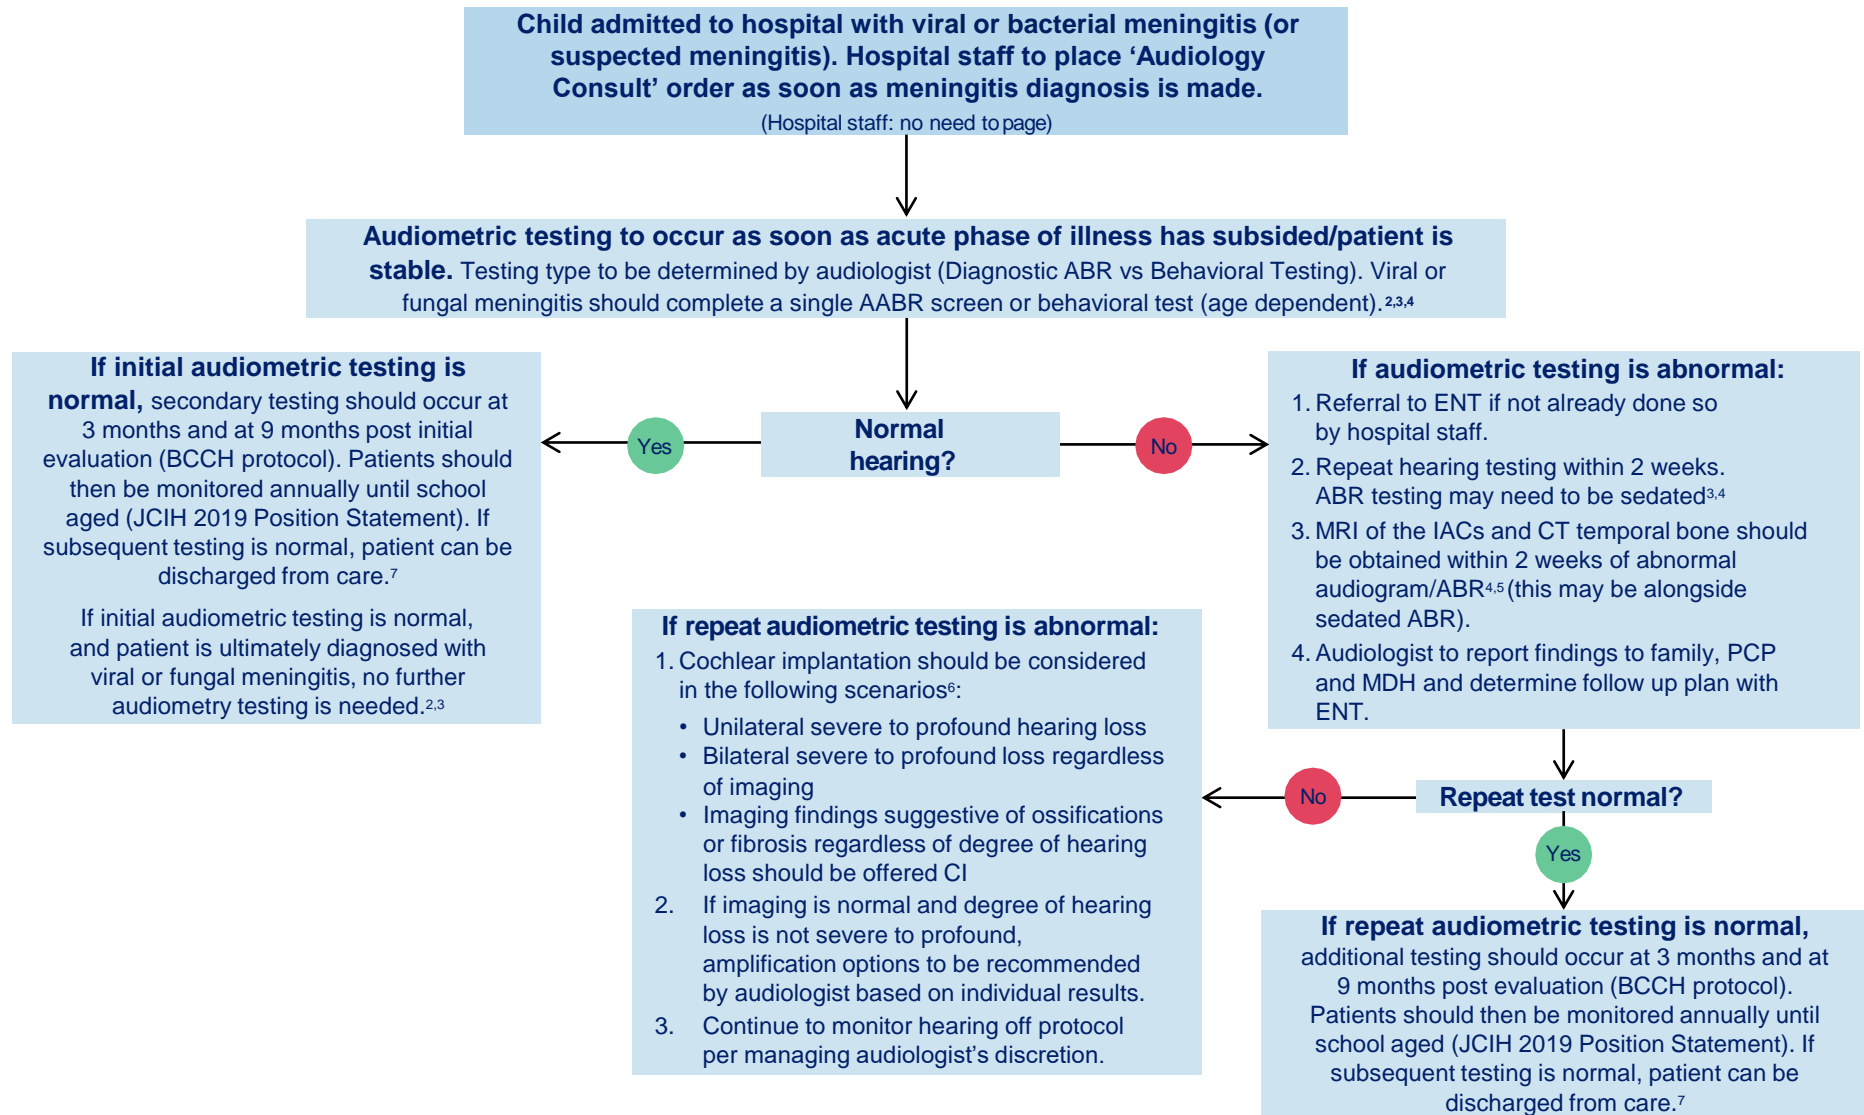 Child admitted to hospital with viral or bacterial meningitis (or
suspected meningitis). Hospital staff to place ‘Audiology
Consult’ order as soon as meningitis diagnosis is made.
(Hospital staff: no need to page)
Audiometric testing to occur as soon as acute phase of illness has subsided/patient is
stable. Testing type to be determined by audiologist (Diagnostic ABR vs Behavioral Testing). Viral or
fungal meningitis should complete a single AABR screen or behavioral test (age dependent).2,3,4
Normal
hearing?
Yes
No
If initial audiometric testing is
normal, secondary testing should occur at
3 months and at 9 months post initial
evaluation (BCCH protocol). Patients should
then be monitored annually until school
aged (JCIH 2019 Position Statement). If
subsequent testing is normal, patient can be
discharged from care.7
If initial audiometric testing is normal,
and patient is ultimately diagnosed with
viral or fungal meningitis, no further
audiometry testing is needed.2,3
If audiometric testing is abnormal:
1. Referral to ENT if not already done so
by hospital staff.
2. Repeat hearing testing within 2 weeks.
ABR testing may need to be sedated3,4
3. MRI of the IACs and CT temporal bone should
be obtained within 2 weeks of abnormal
audiogram/ABR4,5 (this may be alongside
sedated ABR).
4. Audiologist to report findings to family, PCP
and MDH and determine follow up plan with
ENT.
Repeat test normal?
No
Yes
If repeat audiometric testing is abnormal:
1. Cochlear implantation should be considered
in the following scenarios6:
• Unilateral severe to profound hearing loss
• Bilateral severe to profound loss regardless
of imaging
• Imaging findings suggestive of ossifications
or fibrosis regardless of degree of hearing
loss should be offered CI
2. If imaging is normal and degree of hearing
loss is not severe to profound,
amplification options to be recommended
by audiologist based on individual results.
3. Continue to monitor hearing off protocol
per managing audiologist’s discretion.
If repeat audiometric testing is normal,
additional testing should occur at 3 months and at
9 months post evaluation (BCCH protocol).
Patients should then be monitored annually until
school aged (JCIH 2019 Position Statement). If
subsequent testing is normal, patient can be
discharged from care.7